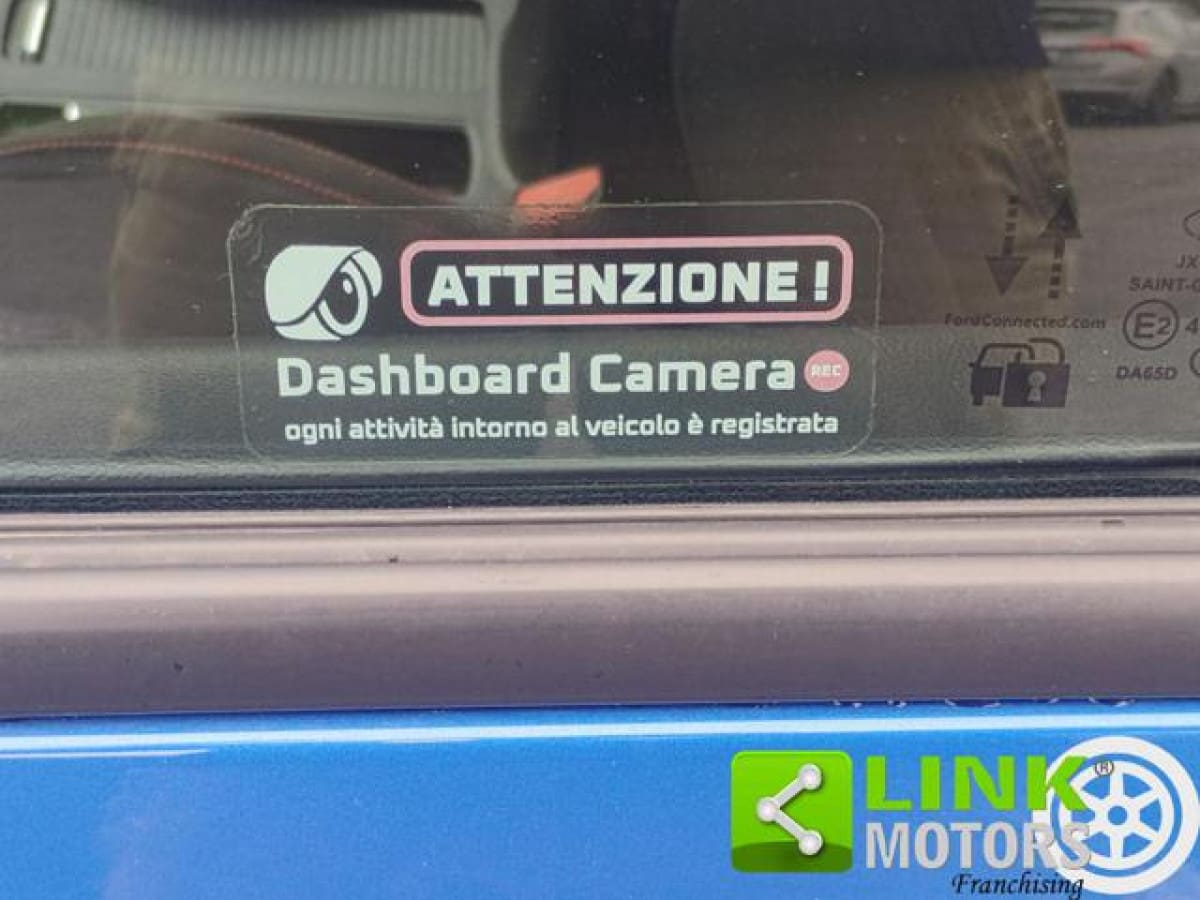 ATTENZIONE !
Dashboard Camera REC
ogni attività intorno al veicolo è registrata
FordConnected.com
JX
SAINT-G
E2 4
DA65D
LINK ®
MOTORS
Franchising